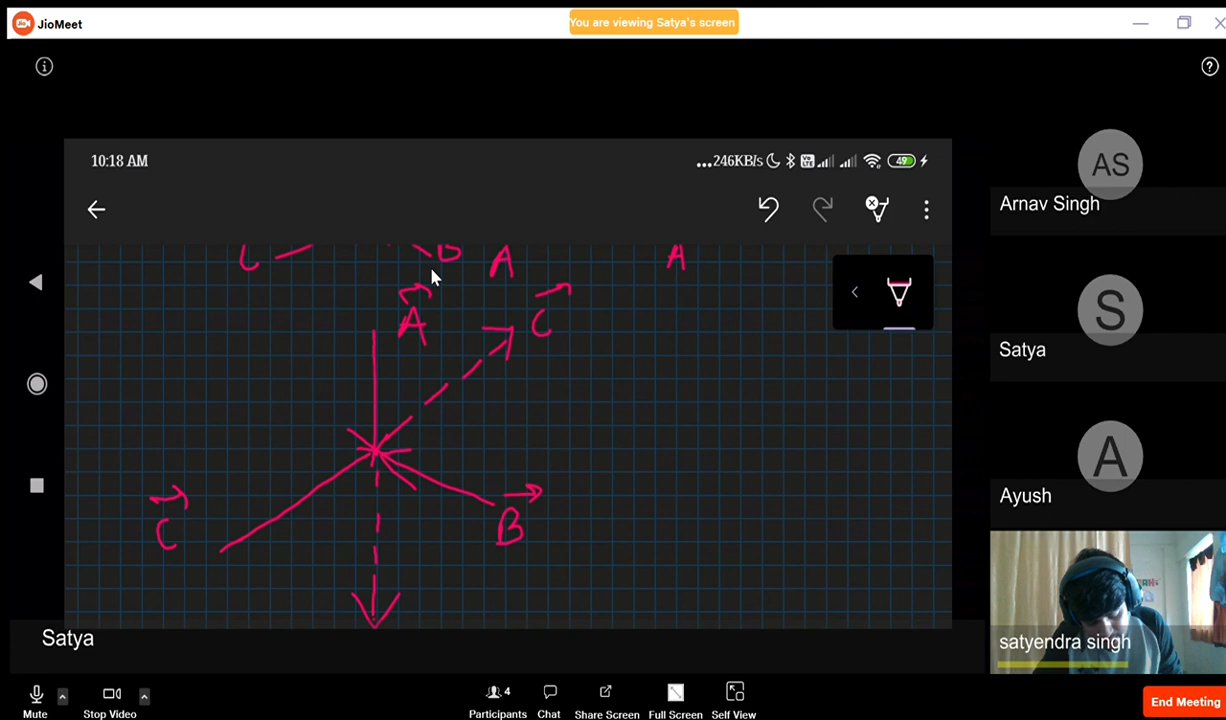 JioMeet
You are viewing Satya's screen
10:18 AM
...246KB/s
49
B
C
A
A
A
C
C
B
AS
Arnav Singh
S
Satya
A
Ayush
satyendra singh
Satya
Mute
Stop Video
4
Participants
Chat
Share Screen
Full Screen
Self View
End Meeting